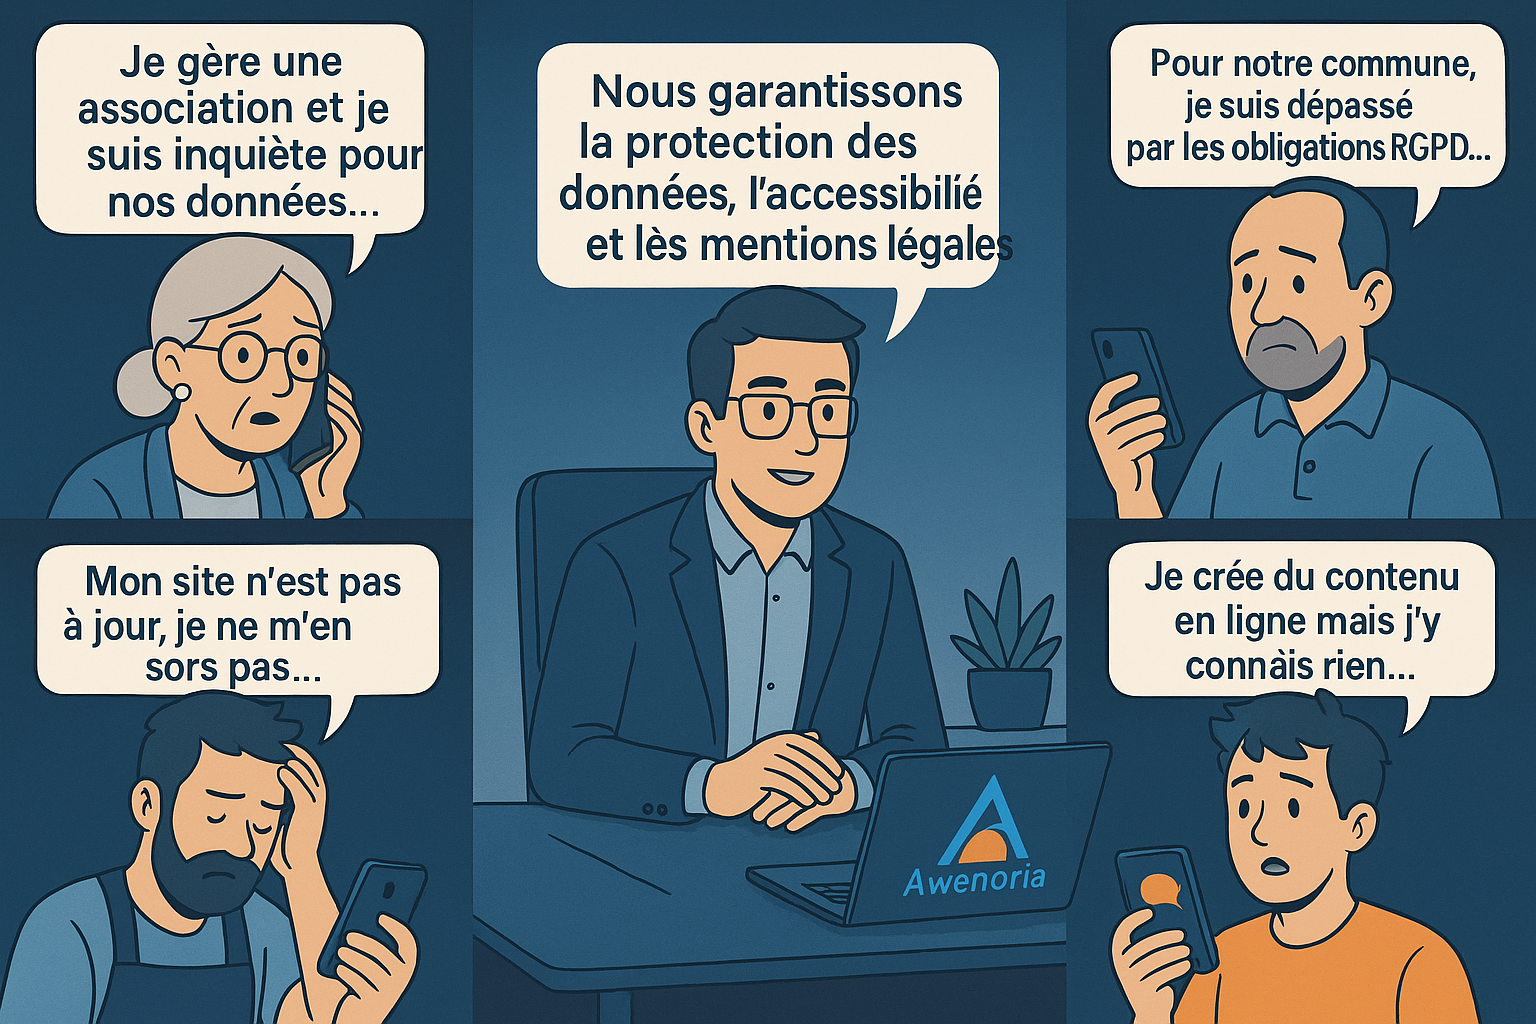 Je gère une
association et je
suis inquiète pour
nos données...
Nous garantissons
la protection des
données, l'accessibilié
et lès mentions légales
Pour notre commune,
je suis dépassé
par les obligations RGPD...
Mon site n'est pas
à jour, je ne m'en
sors pas...
Je crée du contenu
en ligne mais j'y
connàis rien...
Awenoria